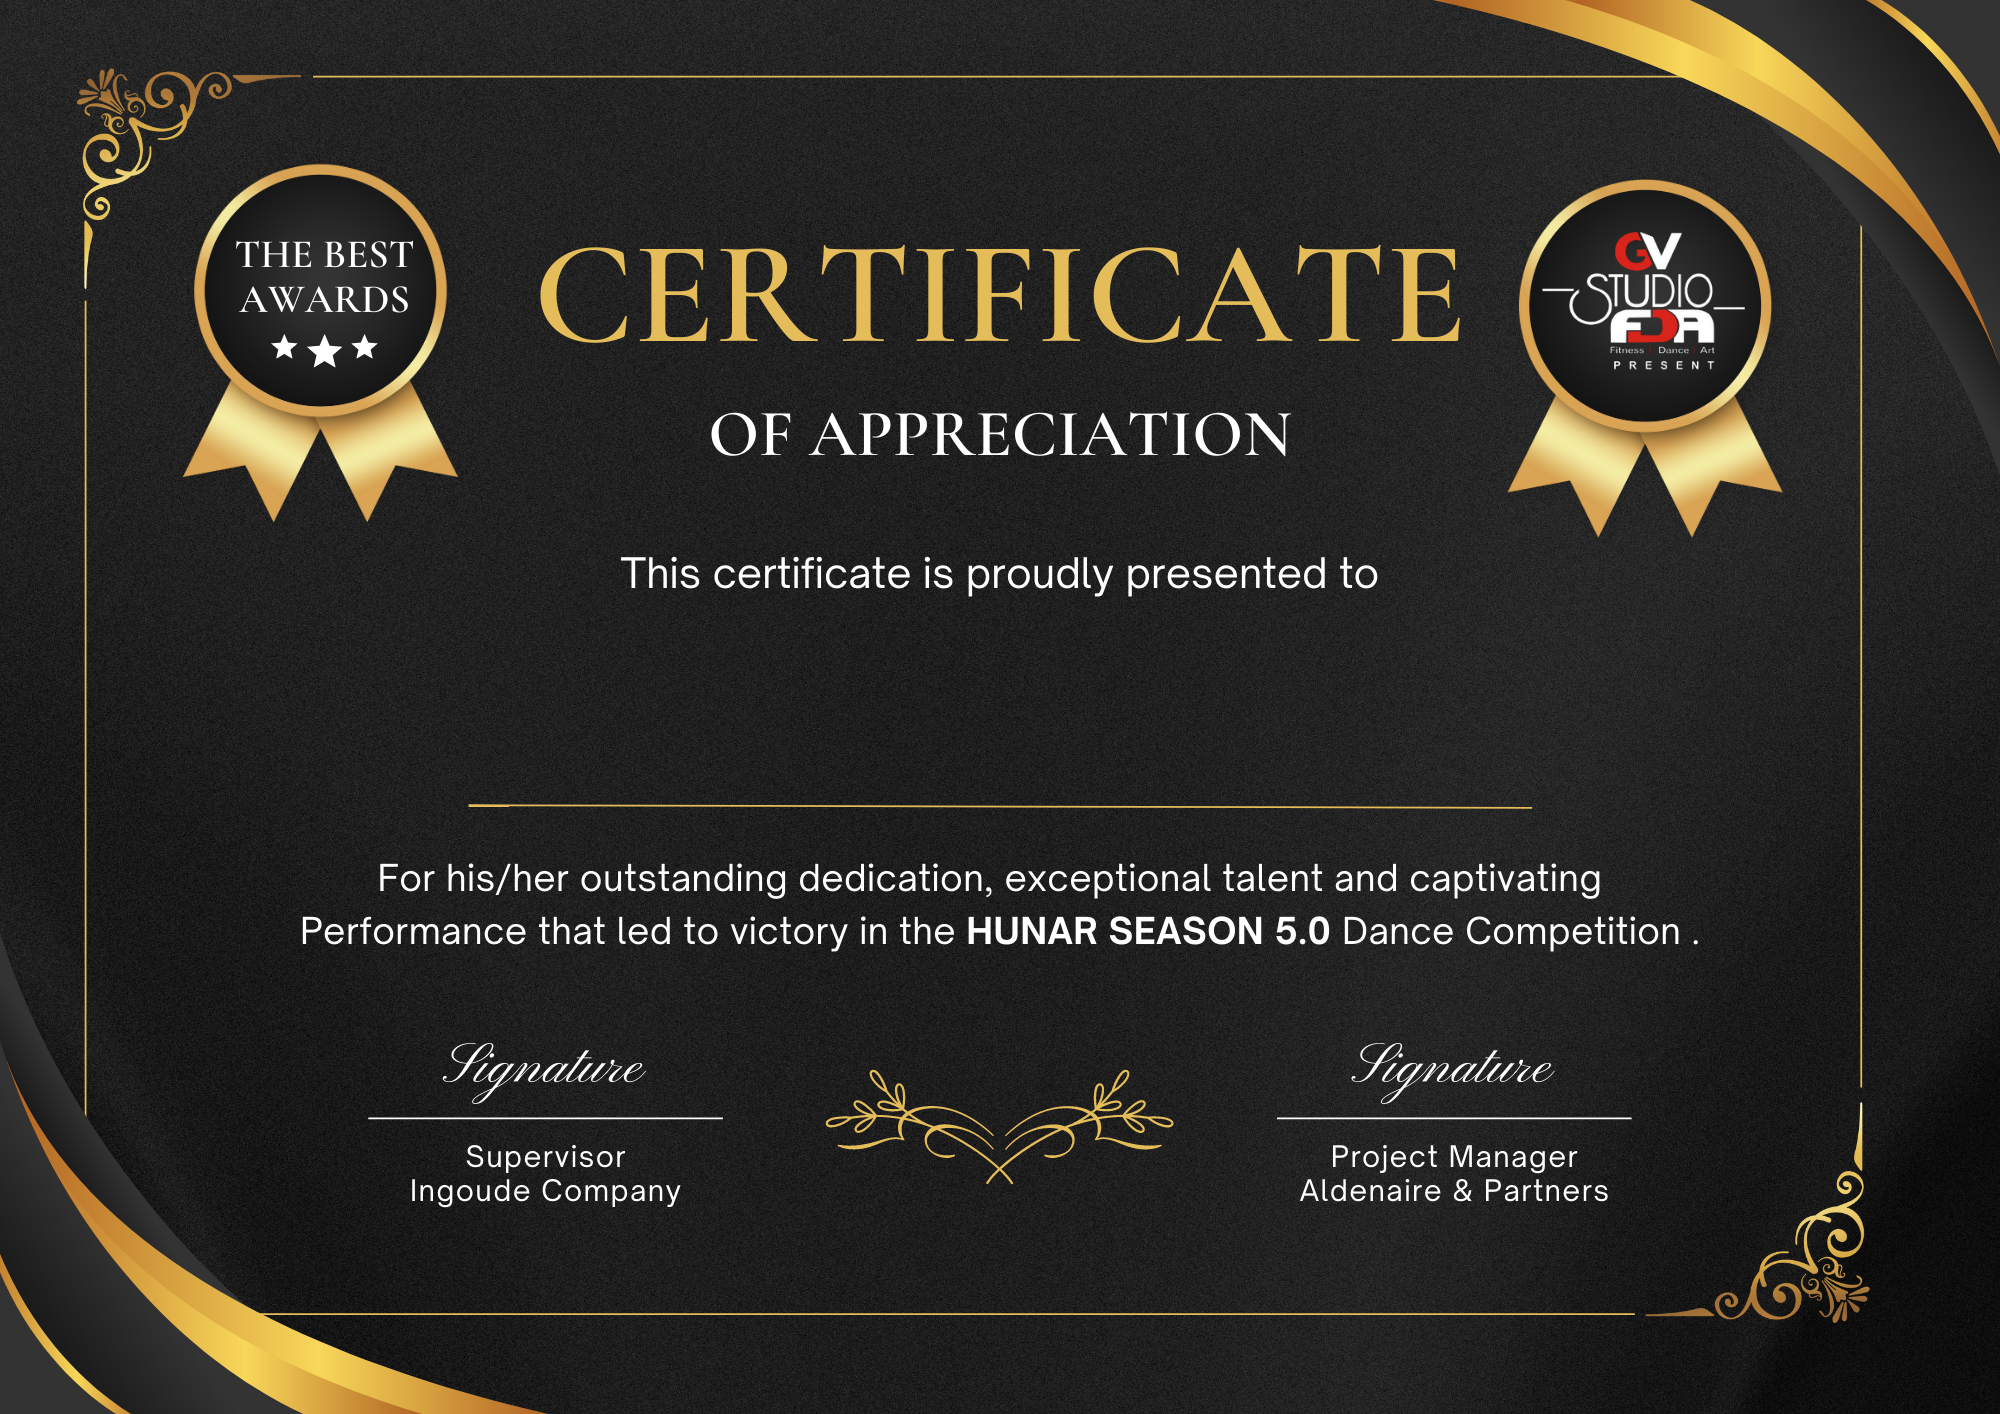 THE BEST
AWARDS
CERTIFICATE
GV
STUDIO
FDA
Fitness Dance Art
PRESENT
OF APPRECIATION
This certificate is proudly presented to
For his/her outstanding dedication, exceptional talent and captivating
Performance that led to victory in the HUNAR SEASON 5.0 Dance Competition .
Signature
Supervisor
Ingoude Company
Signature
Project Manager
Aldenaire & Partners